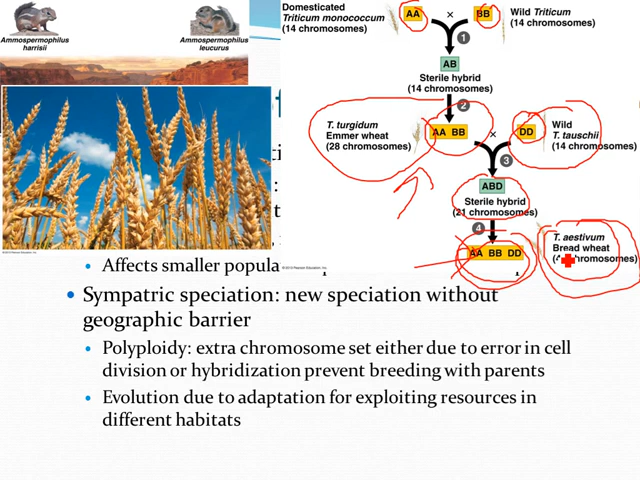 Ammospermophilus
harrisii
Ammospermophilus
leucurus
Domesticated
Triticum monococcum
(14 chromosomes)
AA
×
BB
Wild Triticum
(14 chromosomes)
1
AB
Sterile hybrid
(14 chromosomes)
2
T. turgidum
Emmer wheat
(28 chromosomes)
AA BB
×
DD
Wild
T. tauschii
(14 chromosomes)
3
ABD
Sterile hybrid
(21 chromosomes)
4
AA BB DD
T. aestivum
Bread wheat
chromosomes)
• Affects smaller popula
• Sympatric speciation: new speciation without
geographic barrier
• Polyploidy: extra chromosome set either due to error in cell
division or hybridization prevent breeding with parents
• Evolution due to adaptation for exploiting resources in
different habitats